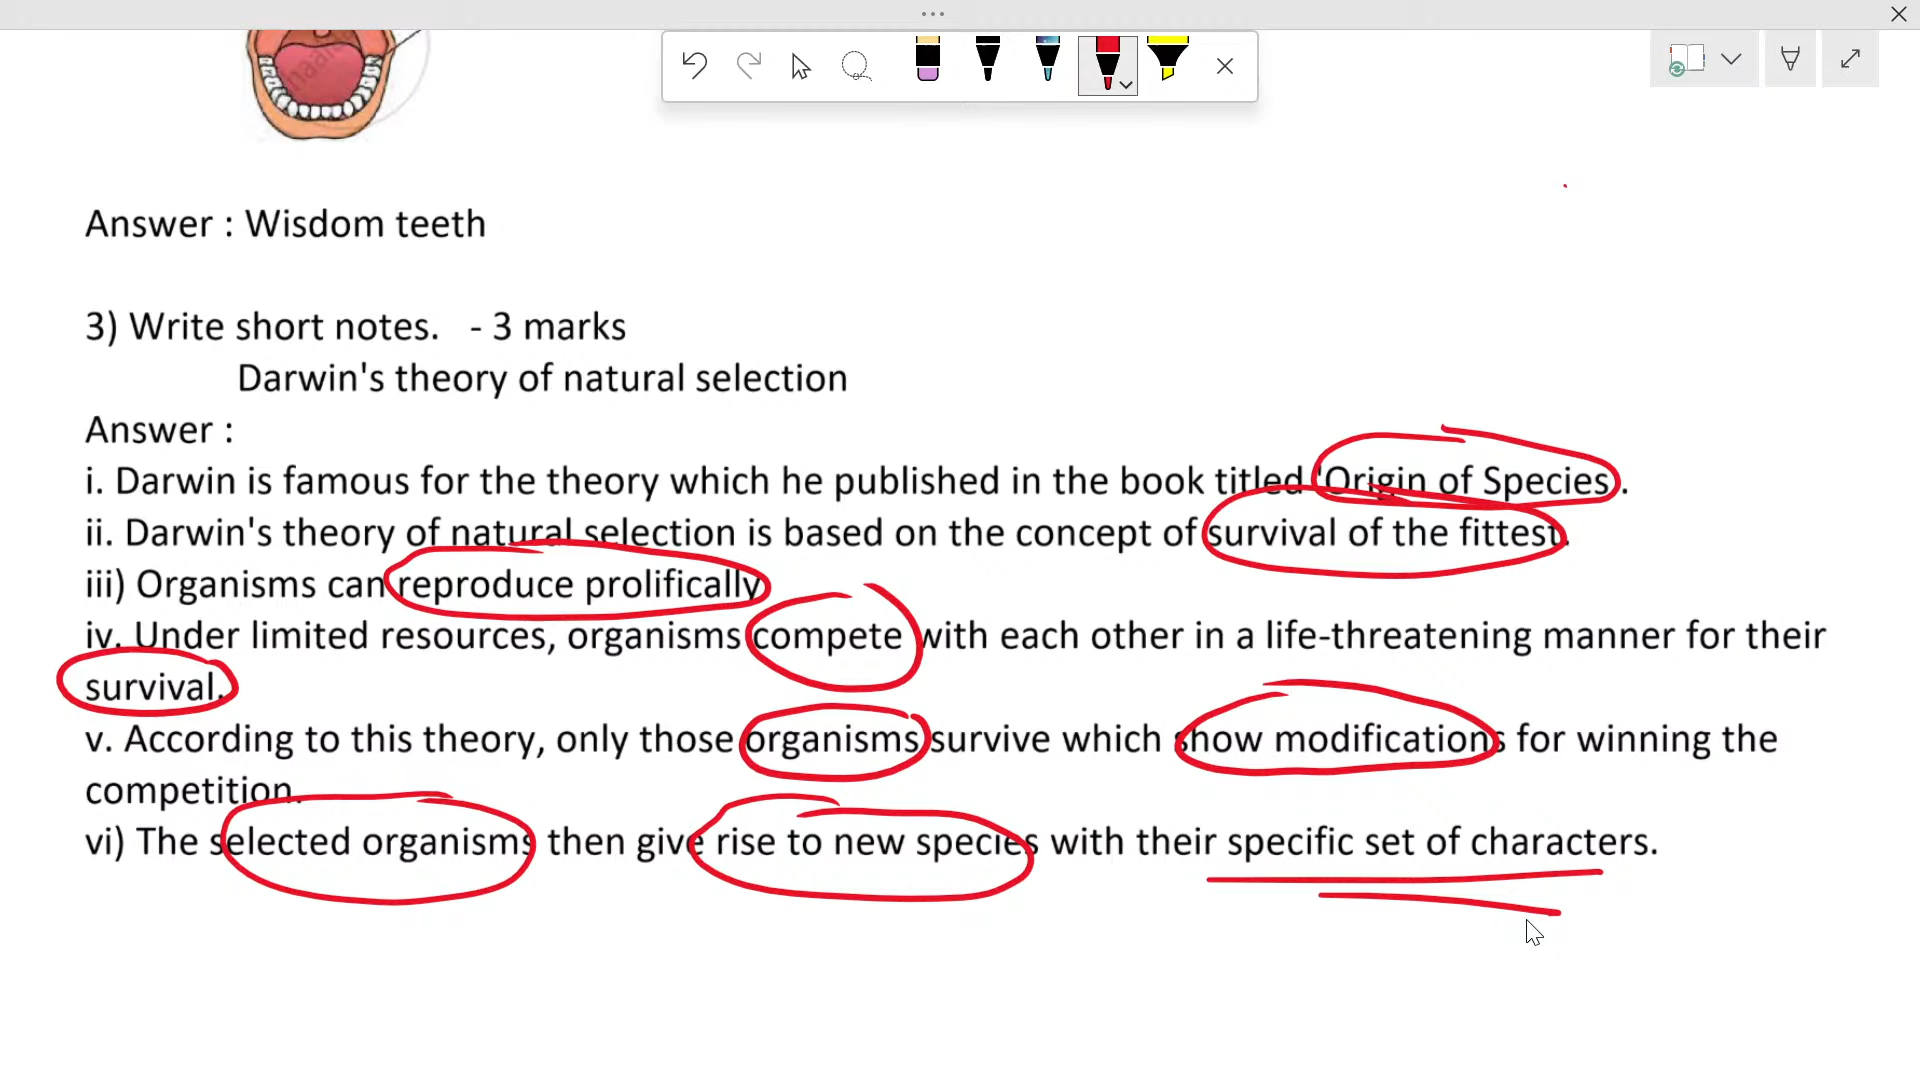 Answer : Wisdom teeth
3) Write short notes. - 3 marks
Darwin's theory of natural selection
Answer :
i. Darwin is famous for the theory which he published in the book titled 'Origin of Species.
ii. Darwin's theory of natural selection is based on the concept of survival of the fittest.
iii) Organisms can reproduce prolifically
iv. Under limited resources, organisms compete with each other in a life-threatening manner for their
survival.
v. According to this theory, only those organisms survive which show modifications for winning the
competition.
vi) The selected organisms then give rise to new species with their specific set of characters.